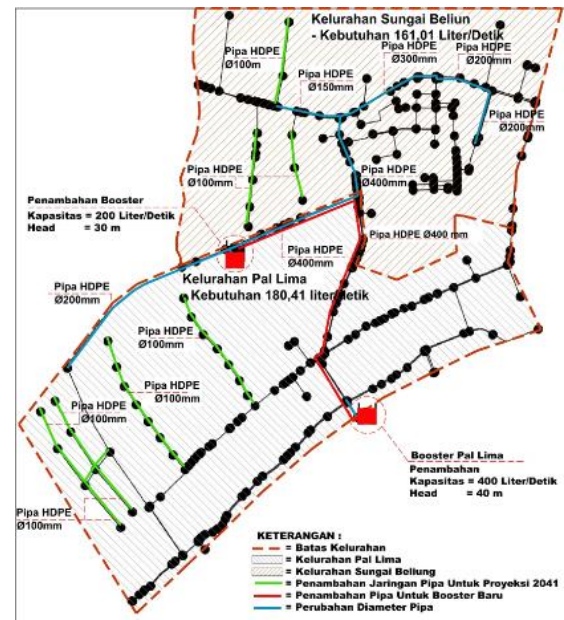 Kelurahan Sungai Beliun
- Kebutuhan 161,01 Liter/Detik
Pipa HDPE
Ø100m
Pipa HDPE
Ø150mm
Pipa HDPE
Ø300mm
Pipa HDPE
Ø200mm
Pipa HDPE
Ø200mm
Pipa HDPE
Ø100mm
Pipa HDPE
Ø400mm
Penambahan Booster
Kapasitas = 200 Liter/Detik
Head = 30 m
Pipa HDPE Ø400 mm
Pipa HDPE
Ø400mm
Kelurahan Pal Lima
Kebutuhan 180,41 liter/detik
Pipa HDPE
Ø200mm
Pipa HDPE
Ø100mm
Pipa HDPE
Ø100mm
Pipa HDPE
Ø100mm
Pipa HDPE
Ø100mm
Booster Pal Lima
Penambahan
Kapasitas = 400 Liter/Detik
Head = 40 m
KETERANGAN :
= Batas Kelurahan
= Kelurahan Pal Lima
= Kelurahan Sungai Beliung
= Penambahan Jaringan Pipa Untuk Proyeksi 2041
= Penambahan Pipa Untuk Booster Baru
= Perubahan Diameter Pipa